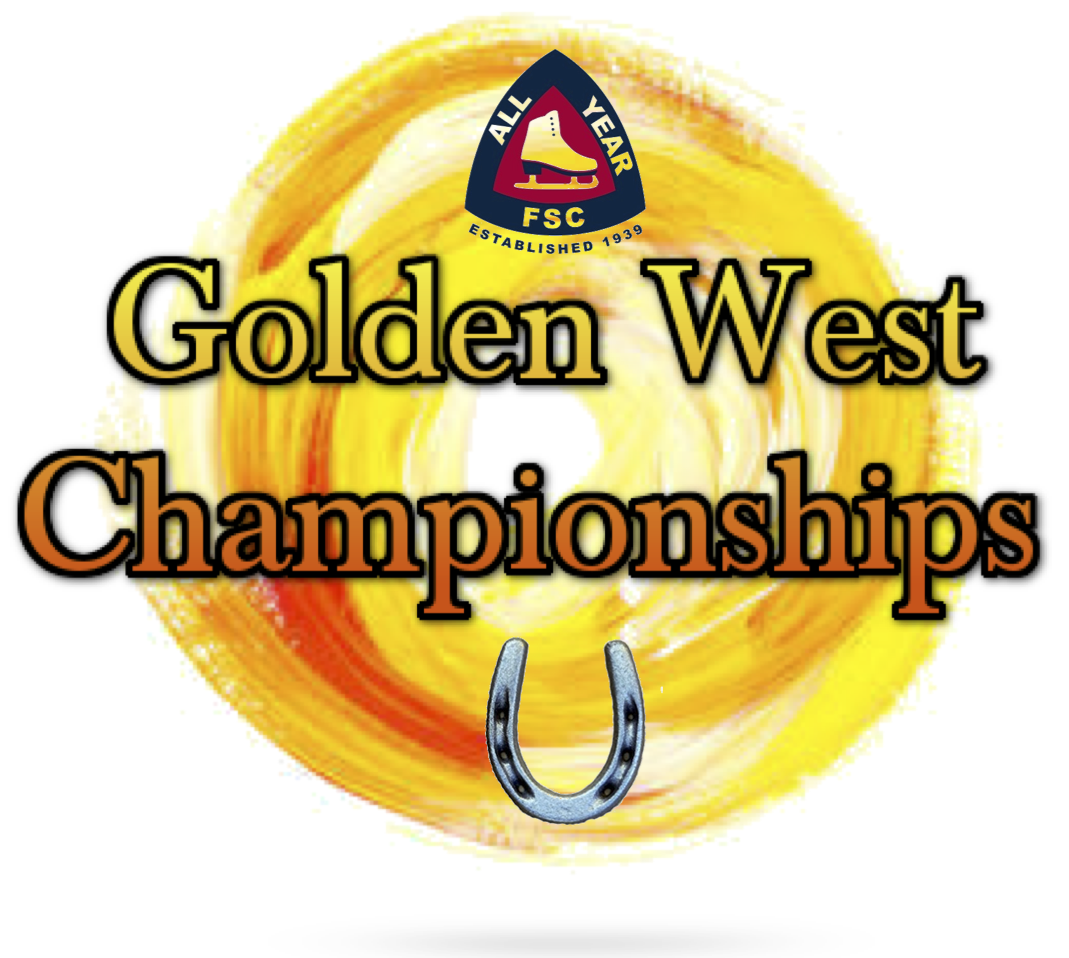 ALL YEAR
FSC
ESTABLISHED 1939
Golden West
Championships